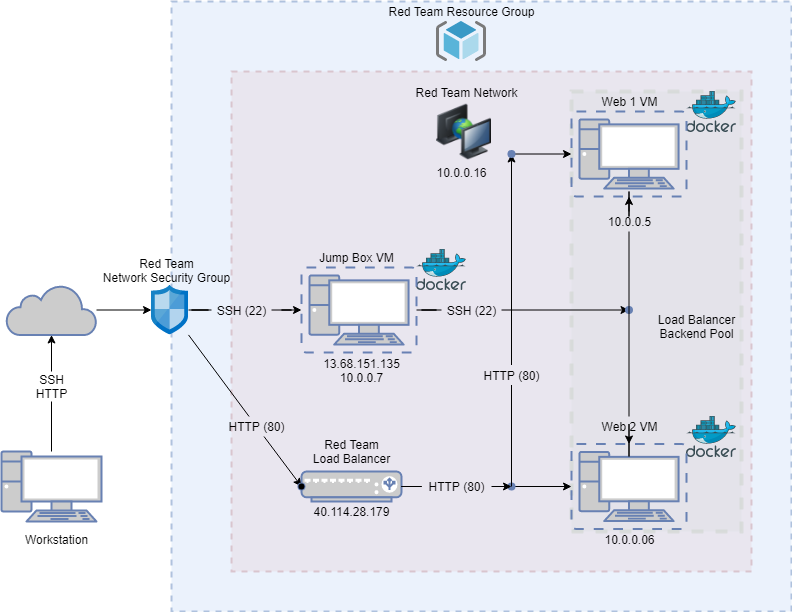 Red Team Resource Group
Red Team Network
10.0.0.16
Web 1 VM
docker
10.0.0.5
Red Team
Network Security Group
Jump Box VM
docker
SSH (22)
SSH (22)
13.68.151.135
10.0.0.7
Load Balancer
Backend Pool
SSH
HTTP
HTTP (80)
HTTP (80)
Red Team
Load Balancer
HTTP (80)
40.114.28.179
Web 2 VM
docker
10.0.0.06
Workstation